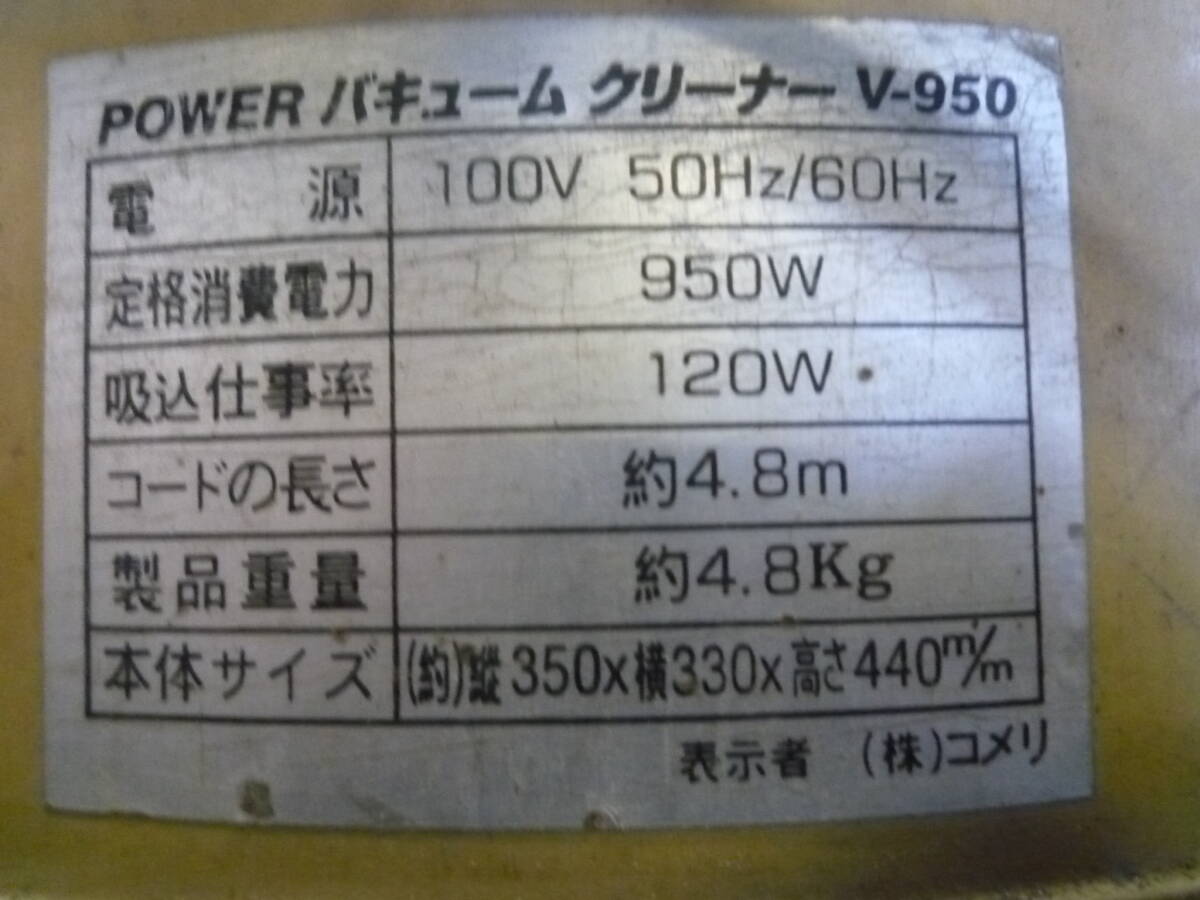 POWER バキューム クリーナー V-950
電 源 100V 50Hz/60Hz
定格消費電力 950W
吸込仕事率 120W
コードの長さ 約4.8m
製品重量 約4.8Kg
本体サイズ (約)縦350x横330x高さ440m/m
表示者 (株)コメリ